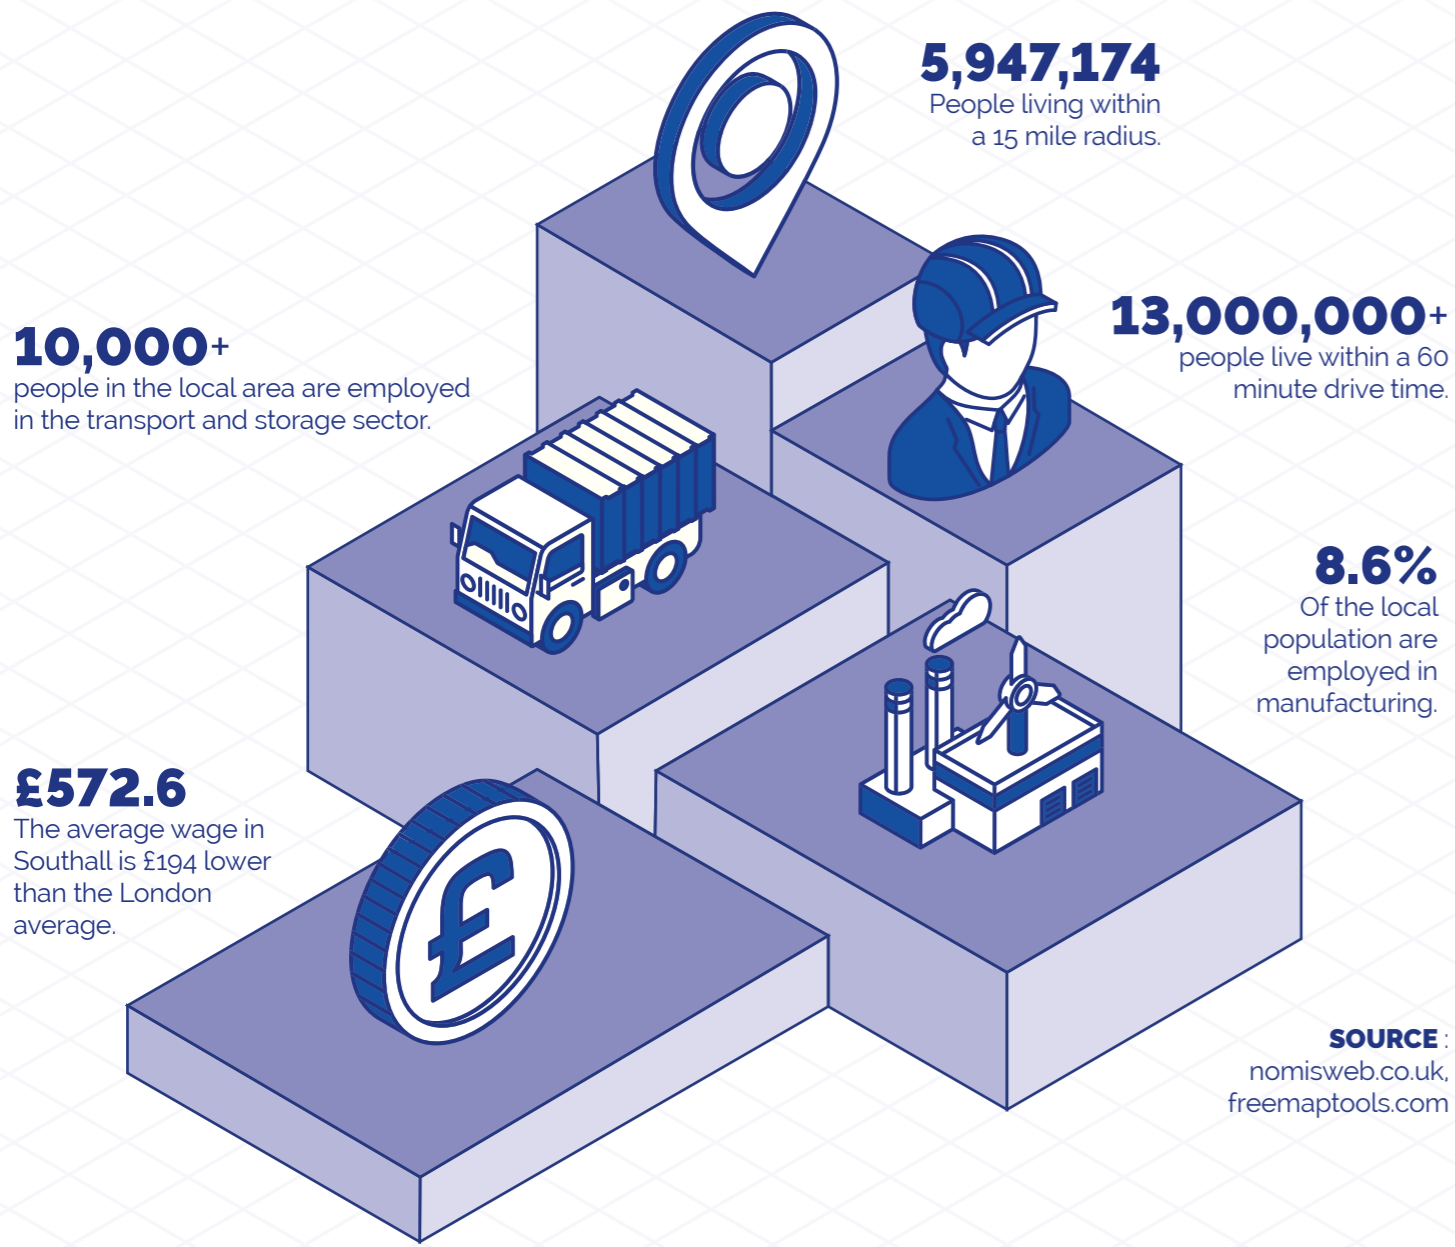 5,947,174
People living within
a 15 mile radius.
10,000+
people in the local area are employed
in the transport and storage sector.
13,000,000+
people live within a 60
minute drive time.
8.6%
Of the local
population are
employed in
manufacturing.
£572.6
The average wage in
Southall is £194 lower
than the London
average.
£
SOURCE :
nomisweb.co.uk,
freemaptools.com